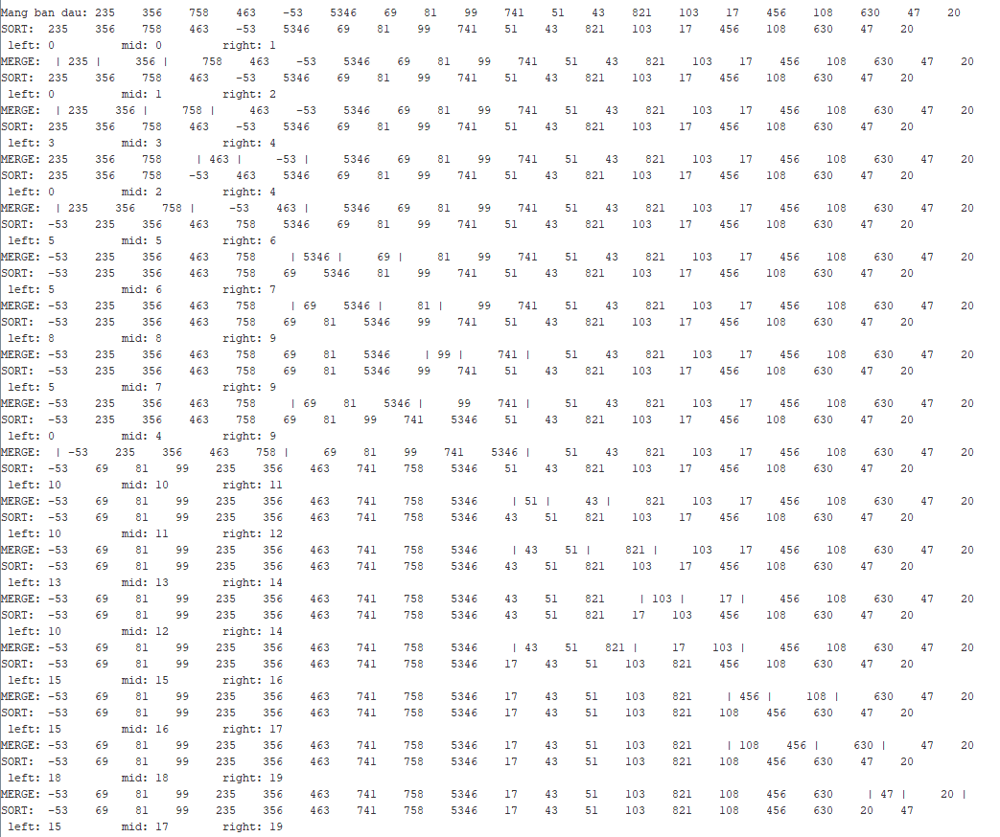 Mang ban dau: 235 356 758 463 -53 5346 69 81 99 741 51 43 821 103 17 456 108 630 47 20
SORT: 235 356 758 463 -53 5346 69 81 99 741 51 43 821 103 17 456 108 630 47 20
left: 0 mid: 0 right: 1
MERGE: | 235 | 356 | 758 463 -53 5346 69 81 99 741 51 43 821 103 17 456 108 630 47 20
SORT: 235 356 758 463 -53 5346 69 81 99 741 51 43 821 103 17 456 108 630 47 20
left: 0 mid: 1 right: 2
MERGE: | 235 356 | 758 | 463 -53 5346 69 81 99 741 51 43 821 103 17 456 108 630 47 20
SORT: 235 356 758 463 -53 5346 69 81 99 741 51 43 821 103 17 456 108 630 47 20
left: 3 mid: 3 right: 4
MERGE: 235 356 758 | 463 | -53 | 5346 69 81 99 741 51 43 821 103 17 456 108 630 47 20
SORT: 235 356 758 -53 463 5346 69 81 99 741 51 43 821 103 17 456 108 630 47 20
left: 0 mid: 2 right: 4
MERGE: | 235 356 758 | -53 463 | 5346 69 81 99 741 51 43 821 103 17 456 108 630 47 20
SORT: -53 235 356 463 758 5346 69 81 99 741 51 43 821 103 17 456 108 630 47 20
left: 5 mid: 5 right: 6
MERGE: -53 235 356 463 758 | 5346 | 69 | 81 99 741 51 43 821 103 17 456 108 630 47 20
SORT: -53 235 356 463 758 69 5346 81 99 741 51 43 821 103 17 456 108 630 47 20
left: 5 mid: 6 right: 7
MERGE: -53 235 356 463 758 | 69 5346 | 81 | 99 741 51 43 821 103 17 456 108 630 47 20
SORT: -53 235 356 463 758 69 81 5346 99 741 51 43 821 103 17 456 108 630 47 20
left: 8 mid: 8 right: 9
MERGE: -53 235 356 463 758 69 81 5346 | 99 | 741 | 51 43 821 103 17 456 108 630 47 20
SORT: -53 235 356 463 758 69 81 5346 99 741 51 43 821 103 17 456 108 630 47 20
left: 5 mid: 7 right: 9
MERGE: -53 235 356 463 758 | 69 81 5346 | 99 741 | 51 43 821 103 17 456 108 630 47 20
SORT: -53 235 356 463 758 69 81 99 741 5346 51 43 821 103 17 456 108 630 47 20
left: 0 mid: 4 right: 9
MERGE: | -53 235 356 463 758 | 69 81 99 741 5346 | 51 43 821 103 17 456 108 630 47 20
SORT: -53 69 81 99 235 356 463 741 758 5346 51 43 821 103 17 456 108 630 47 20
left: 10 mid: 10 right: 11
MERGE: -53 69 81 99 235 356 463 741 758 5346 | 51 | 43 | 821 103 17 456 108 630 47 20
SORT: -53 69 81 99 235 356 463 741 758 5346 43 51 821 103 17 456 108 630 47 20
left: 10 mid: 11 right: 12
MERGE: -53 69 81 99 235 356 463 741 758 5346 | 43 51 | 821 | 103 17 456 108 630 47 20
SORT: -53 69 81 99 235 356 463 741 758 5346 43 51 821 103 17 456 108 630 47 20
left: 13 mid: 13 right: 14
MERGE: -53 69 81 99 235 356 463 741 758 5346 43 51 821 | 103 | 17 | 456 108 630 47 20
SORT: -53 69 81 99 235 356 463 741 758 5346 43 51 821 17 103 456 108 630 47 20
left: 10 mid: 12 right: 14
MERGE: -53 69 81 99 235 356 463 741 758 5346 | 43 51 821 | 17 103 | 456 108 630 47 20
SORT: -53 69 81 99 235 356 463 741 758 5346 17 43 51 103 821 456 108 630 47 20
left: 15 mid: 15 right: 16
MERGE: -53 69 81 99 235 356 463 741 758 5346 17 43 51 103 821 | 456 | 108 | 630 47 20
SORT: -53 69 81 99 235 356 463 741 758 5346 17 43 51 103 821 108 456 630 47 20
left: 15 mid: 16 right: 17
MERGE: -53 69 81 99 235 356 463 741 758 5346 17 43 51 103 821 | 108 456 | 630 | 47 20
SORT: -53 69 81 99 235 356 463 741 758 5346 17 43 51 103 821 108 456 630 47 20
left: 18 mid: 18 right: 19
MERGE: -53 69 81 99 235 356 463 741 758 5346 17 43 51 103 821 108 456 630 | 47 | 20 |
SORT: -53 69 81 99 235 356 463 741 758 5346 17 43 51 103 821 108 456 630 20 47
left: 15 mid: 17 right: 19